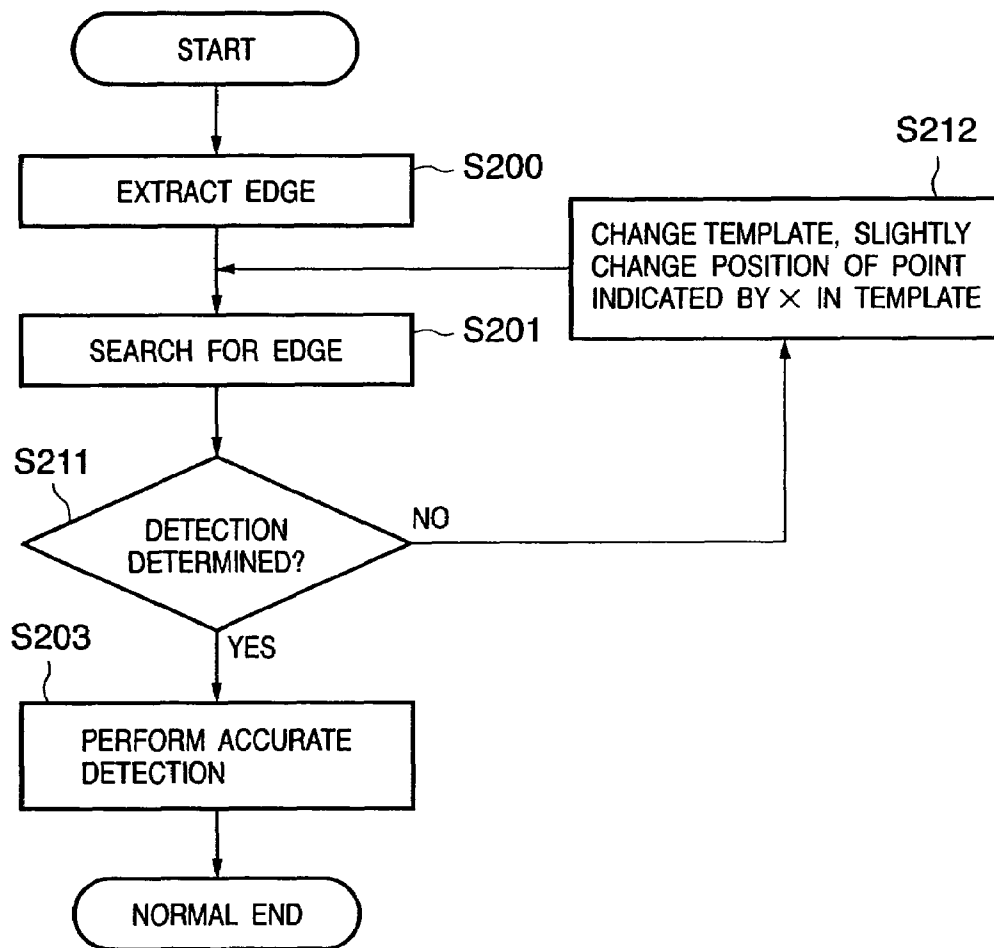 START
S200
EXTRACT EDGE
S212
CHANGE TEMPLATE, SLIGHTLY
CHANGE POSITION OF POINT
INDICATED BY × IN TEMPLATE
S201
SEARCH FOR EDGE
S211
DETECTION
DETERMINED?
NO
YES
S203
PERFORM ACCURATE
DETECTION
NORMAL END